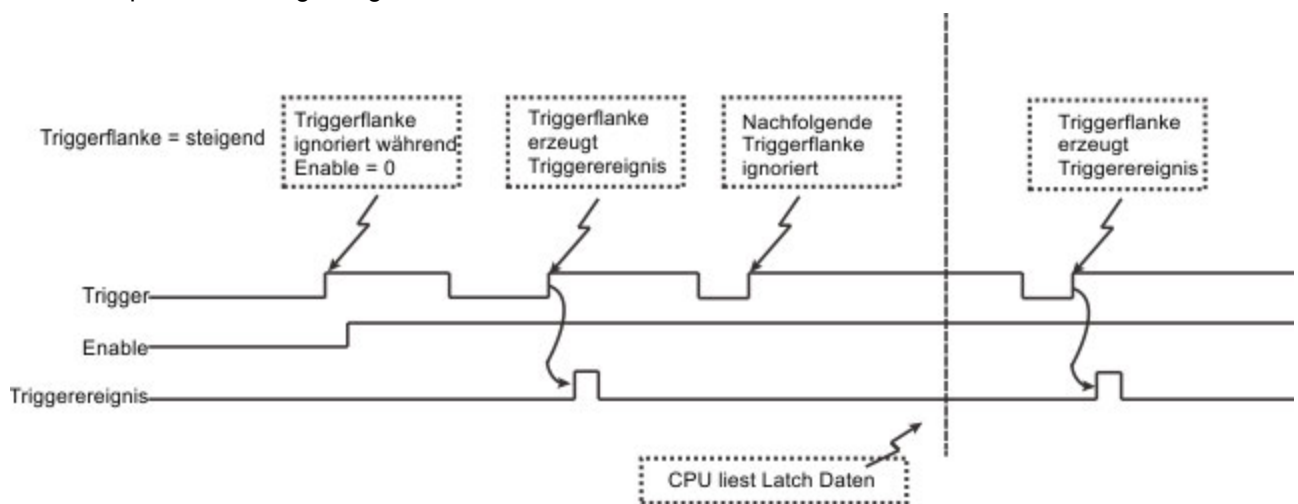 Triggerflanke = steigend
Triggerflanke
ignoriert während
Enable = 0
Triggerflanke
erzeugt
Triggerereignis
Nachfolgende
Triggerflanke
ignoriert
Triggerflanke
erzeugt
Triggerereignis
Trigger
Enable
Triggerereignis
CPU liest Latch Daten